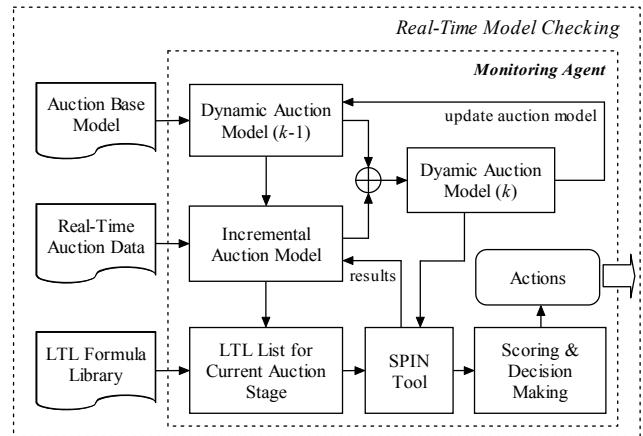 Real-Time Model Checking
Monitoring Agent
Auction Base
Model
Dynamic Auction
Model (k-1)
update auction model
Dyamic Auction
Model (k)
Real-Time
Auction Data
Incremental
Auction Model
results
Actions
LTL Formula
Library
LTL List for
Current Auction
Stage
SPIN
Tool
Scoring &
Decision
Making